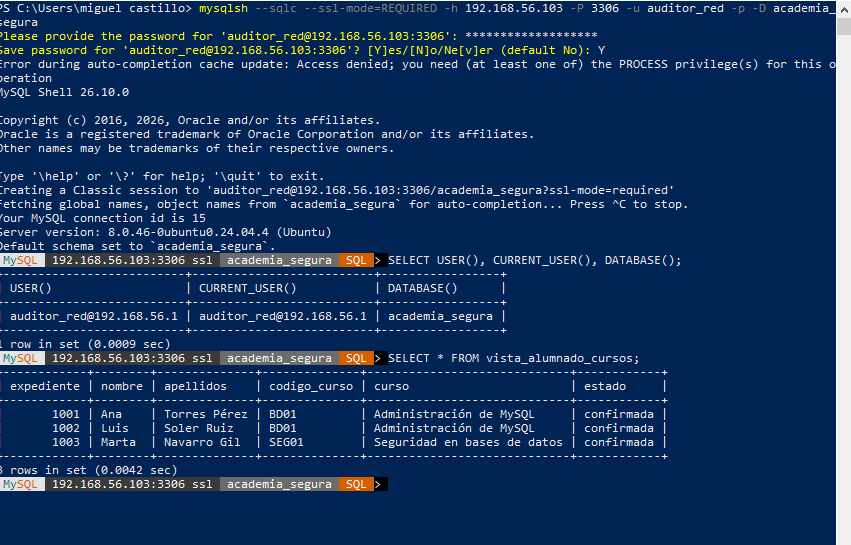 PS C:\Users\miguel castillo> mysqlsh --sqlc --ssl-mode=REQUIRED -h 192.168.56.103 -P 3306 -u auditor_red -p -D academia_
segura
Please provide the password for 'auditor_red@192.168.56.103:3306': *******************
Save password for 'auditor_red@192.168.56.103:3306'? [Y]es/[N]o/Ne[v]er (default No): Y
Error during auto-completion cache update: Access denied; you need (at least one of) the PROCESS privilege(s) for this o
peration
MySQL Shell 26.10.0

Copyright (c) 2016, 2026, Oracle and/or its affiliates.
Oracle is a registered trademark of Oracle Corporation and/or its affiliates.
Other names may be trademarks of their respective owners.

Type '\help' or '\?' for help; '\quit' to exit.
Creating a Classic session to 'auditor_red@192.168.56.103:3306/academia_segura?ssl-mode=required'
Fetching global names, object names from `academia_segura` for auto-completion... Press ^C to stop.
Your MySQL connection id is 15
Server version: 8.0.46-0ubuntu0.24.04.4 (Ubuntu)
Default schema set to `academia_segura`.
MySQL 192.168.56.103:3306 ssl academia_segura SQL > SELECT USER(), CURRENT_USER(), DATABASE();
+--------------------------+--------------------------+-----------------+
| USER() | CURRENT_USER() | DATABASE() |
+--------------------------+--------------------------+-----------------+
| auditor_red@192.168.56.1 | auditor_red@192.168.56.1 | academia_segura |
+--------------------------+--------------------------+-----------------+
1 row in set (0.0009 sec)
MySQL 192.168.56.103:3306 ssl academia_segura SQL > SELECT * FROM vista_alumnado_cursos;
+------------+--------+--------------+--------------+----------------------------+------------+
| expediente | nombre | apellidos | codigo_curso | curso | estado |
+------------+--------+--------------+--------------+----------------------------+------------+
| 1001 | Ana | Torres Pérez | BD01 | Administración de MySQL | confirmada |
| 1002 | Luis | Soler Ruiz | BD01 | Administración de MySQL | confirmada |
| 1003 | Marta | Navarro Gil | SEG01 | Seguridad en bases de datos | confirmada |
+------------+--------+--------------+--------------+----------------------------+------------+
3 rows in set (0.0042 sec)
MySQL 192.168.56.103:3306 ssl academia_segura SQL >